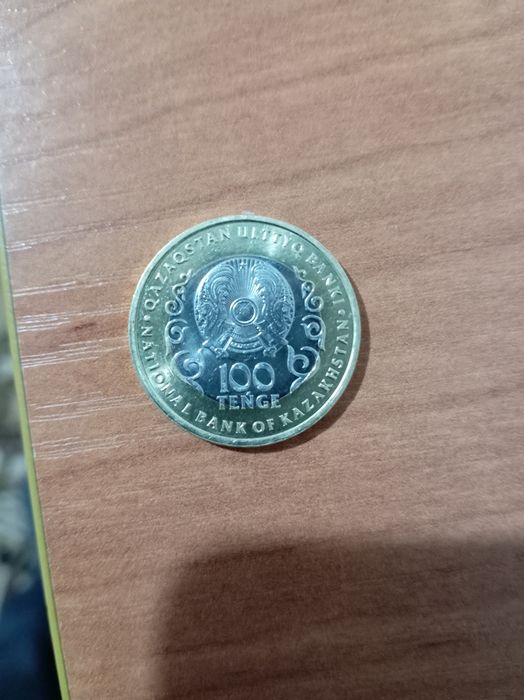 QAZAQSTAN ULTTYQ BANKI
100
TEŃGE
NATIONAL BANK OF KAZAKHSTAN